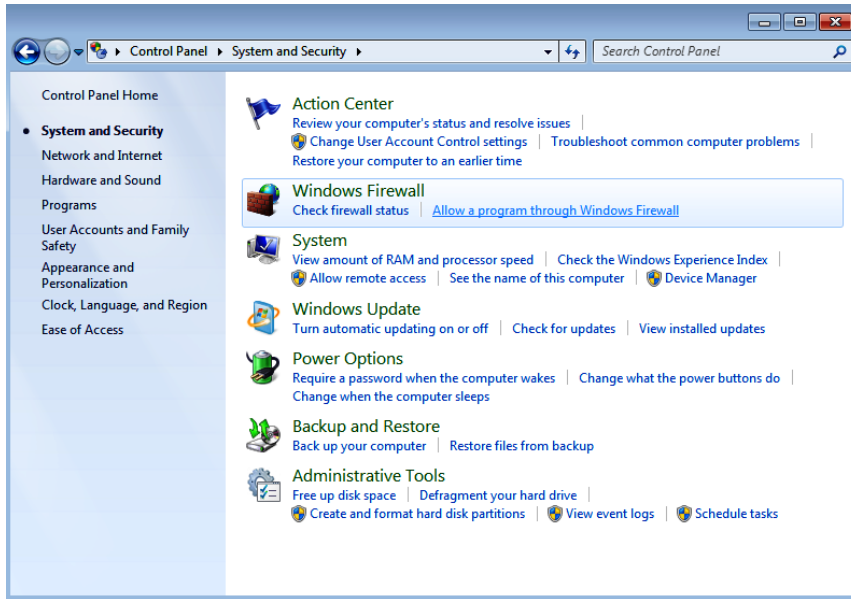 Control Panel System and Security Search Control Panel
Control Panel Home
System and Security
Network and Internet
Hardware and Sound
Programs
User Accounts and Family
Safety
Appearance and
Personalization
Clock, Language, and Region
Ease of Access
Action Center
Review your computer's status and resolve issues
Change User Account Control settings Troubleshoot common computer problems
Restore your computer to an earlier time
Windows Firewall
Check firewall status Allow a program through Windows Firewall
System
View amount of RAM and processor speed Check the Windows Experience Index
Allow remote access See the name of this computer Device Manager
Windows Update
Turn automatic updating on or off Check for updates View installed updates
Power Options
Require a password when the computer wakes Change what the power buttons do
Change when the computer sleeps
Backup and Restore
Back up your computer Restore files from backup
Administrative Tools
Free up disk space Defragment your hard drive
Create and format hard disk partitions View event logs Schedule tasks